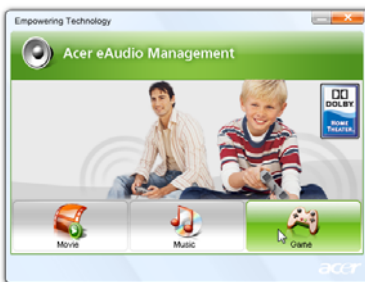 Empowering Technology
Acer eAudio Management
DOLBY
HOME
THEATER
Movie
Music
Game
acer